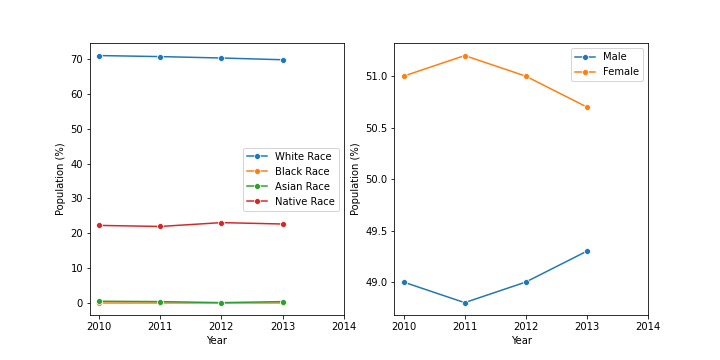 70
60
50
40
30
20
10
0
Population (%)
2010 2011 2012 2013 2014
Year
White Race
Black Race
Asian Race
Native Race
51.0
50.5
50.0
49.5
49.0
Population (%)
2010 2011 2012 2013 2014
Year
Male
Female